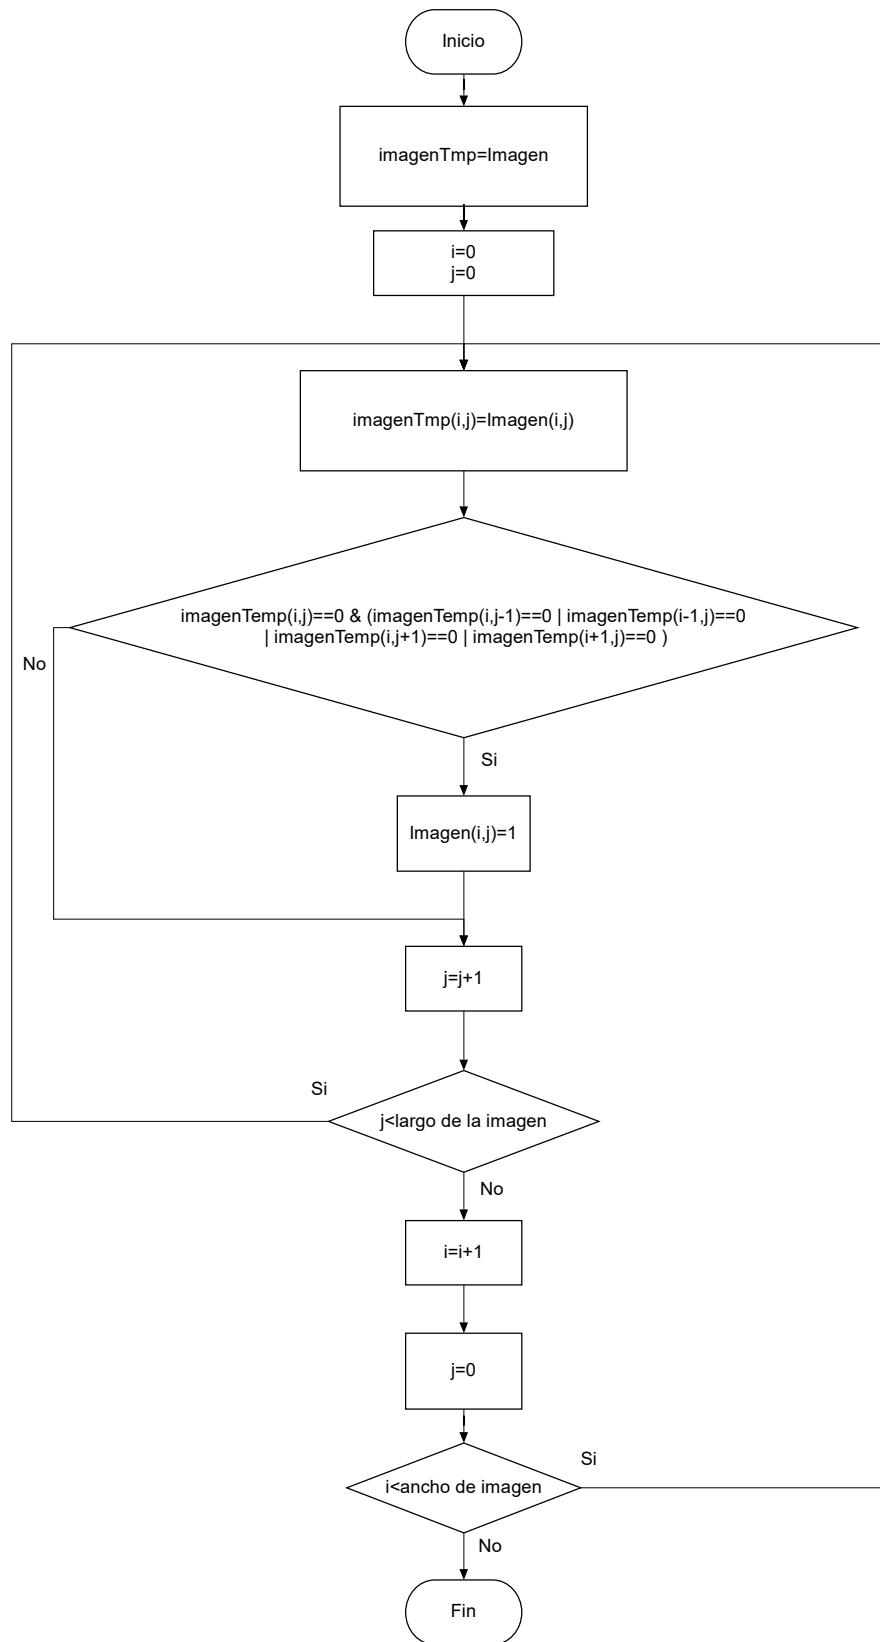 Inicio
imagenTmp=Imagen
i=0
j=0
imagenTmp(i,j)=Imagen(i,j)
imagenTemp(i,j)==0 & (imagenTemp(i,j-1)==0 | imagenTemp(i-1,j)==0
| imagenTemp(i,j+1)==0 | imagenTemp(i+1,j)==0 )
No
Si
Imagen(i,j)=1
j=j+1
Si
j<largo de la imagen
No
i=i+1
j=0
Si
i<ancho de imagen
No
Fin